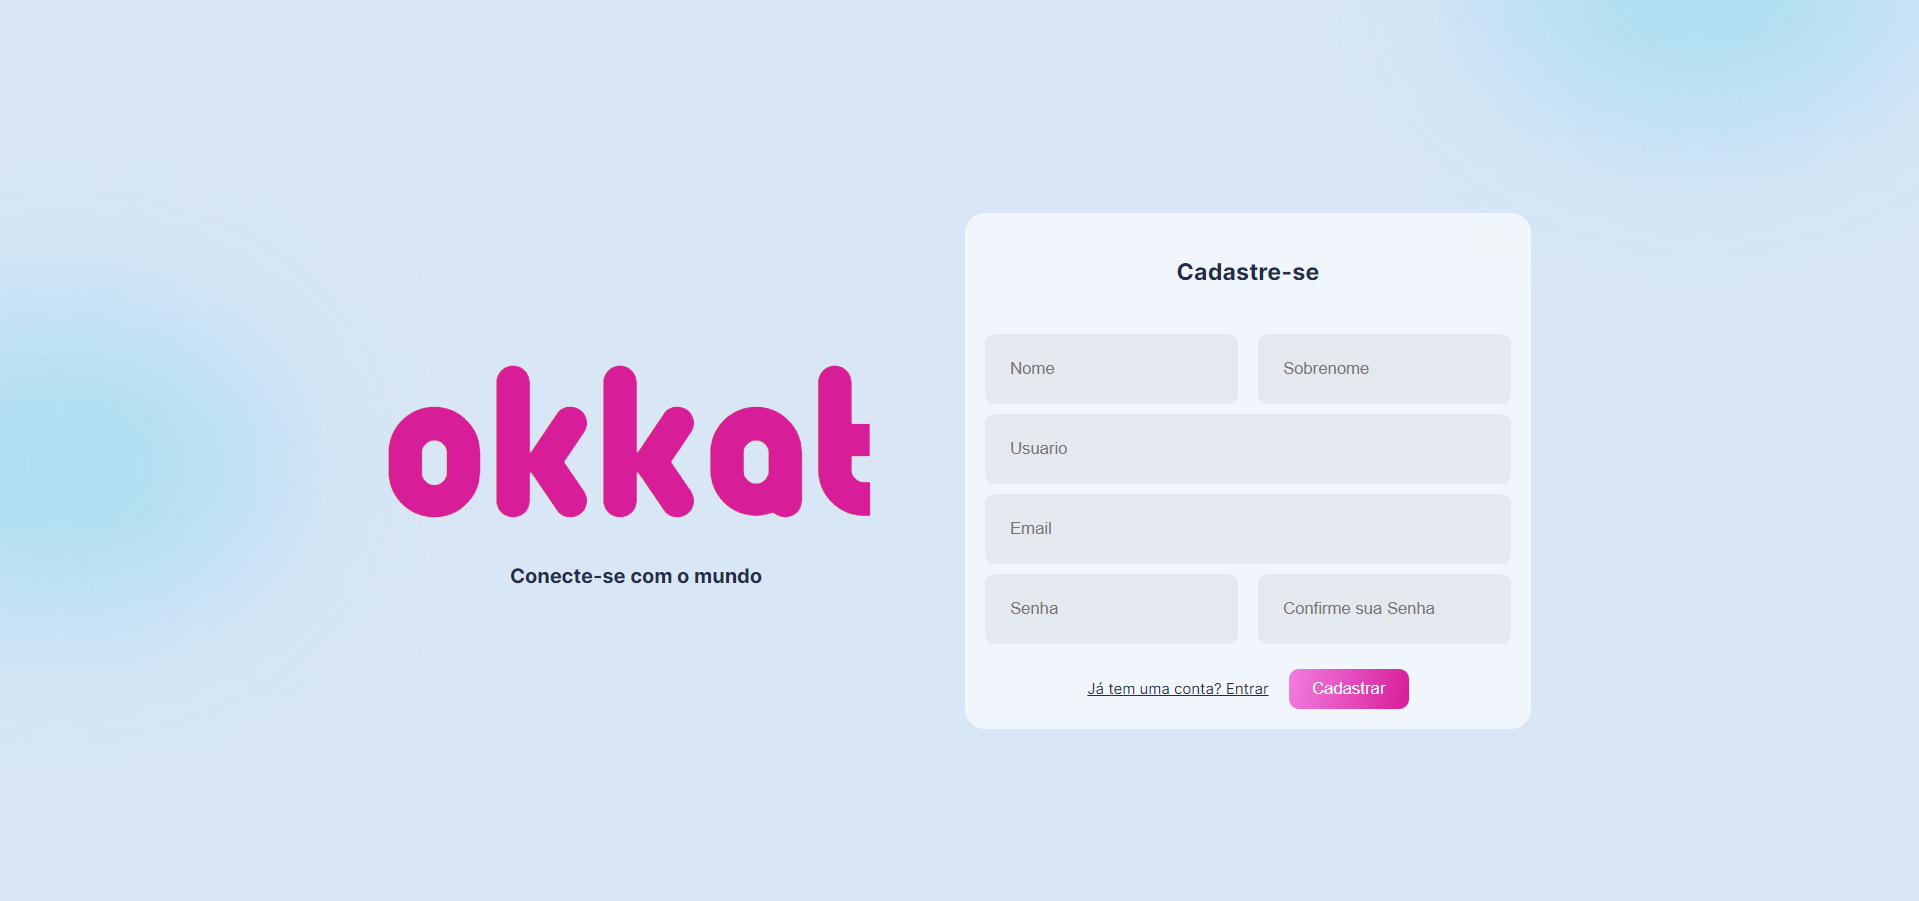 okkat
Conecte-se com o mundo
Cadastre-se
Nome
Sobrenome
Usuario
Email
Senha
Confirme sua Senha
Já tem uma conta? Entrar
Cadastrar